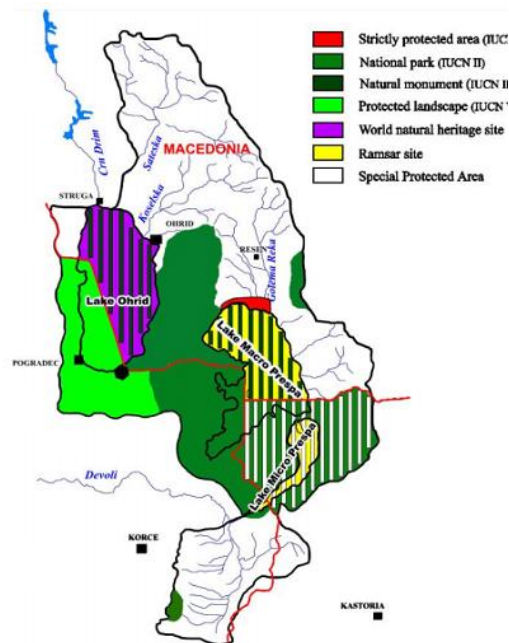 Strictly protected area (IUC
National park (IUCN II)
Natural monument (IUCN II
Protected landscape (IUCN V
World natural heritage site
Ramsar site
Special Protected Area
Crn Drim
Sateska
MACEDONIA
Koselska
STRUGA
OHRID
RESEN
Golema Reka
Lake Ohrid
Lake Macro Prespa
POGRADEC
Lake Micro Prespa
Devoli
KORCE
KASTORIA